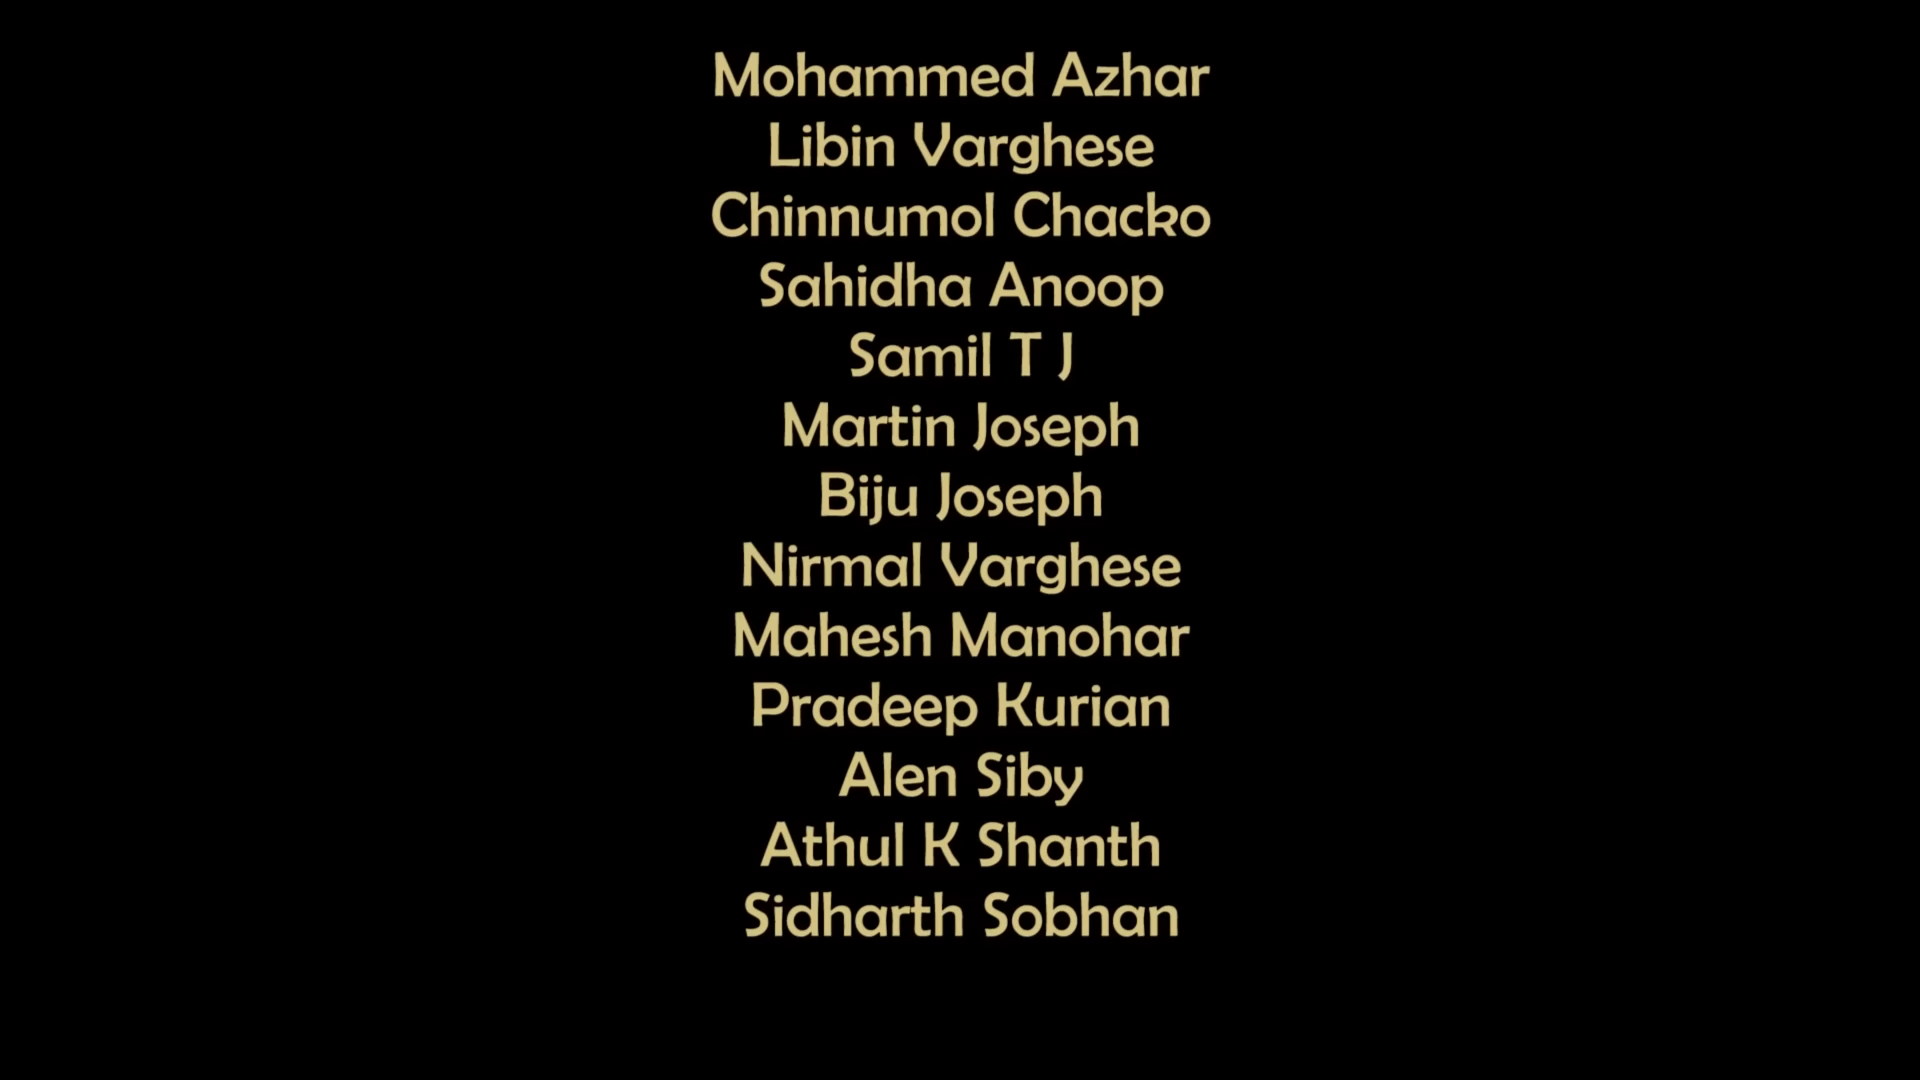 Mohammed Azhar
Libin Varghese
Chinnumol Chacko
Sahidha Anoop
Samil T J
Martin Joseph
Biju Joseph
Nirmal Varghese
Mahesh Manohar
Pradeep Kurian
Alen Siby
Athul K Shanth
Sidharth Sobhan